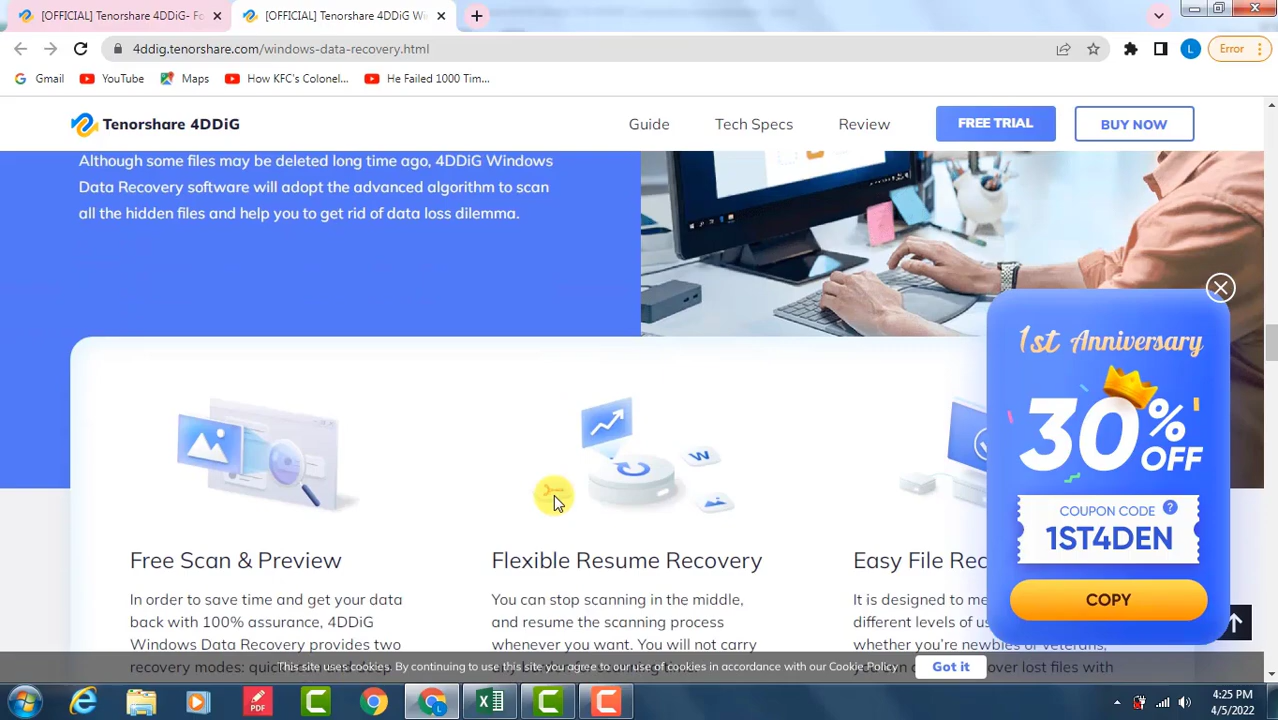 [OFFICIAL] Tenorshare 4DDiG- Fo
[OFFICIAL] Tenorshare 4DDiG Wi
4ddig.tenorshare.com/windows-data-recovery.html
L
Error
Gmail
YouTube
Maps
How KFC's Colonel...
He Failed 1000 Tim...
Tenorshare 4DDiG
Guide
Tech Specs
Review
FREE TRIAL
BUY NOW
Although some files may be deleted long time ago, 4DDiG Windows
Data Recovery software will adopt the advanced algorithm to scan
all the hidden files and help you to get rid of data loss dilemma.
1st Anniversary
30% OFF
COUPON CODE ?
1ST4DEN
COPY
W
Free Scan & Preview
In order to save time and get your data
back with 100% assurance, 4DDiG
Windows Data Recovery provides two
recovery modes: quick
Flexible Resume Recovery
You can stop scanning in the middle,
and resume the scanning process
whenever you want. You will not carry
Easy File Rec
It is designed to me
different levels of us
whether you're newbies or veterans,
over lost files with
This site uses cookies. By continuing to use this site, you agree to our use of cookies in accordance with our Cookie Policy
Got it
PDF
C
L
C
C
4:25 PM
4/5/2022